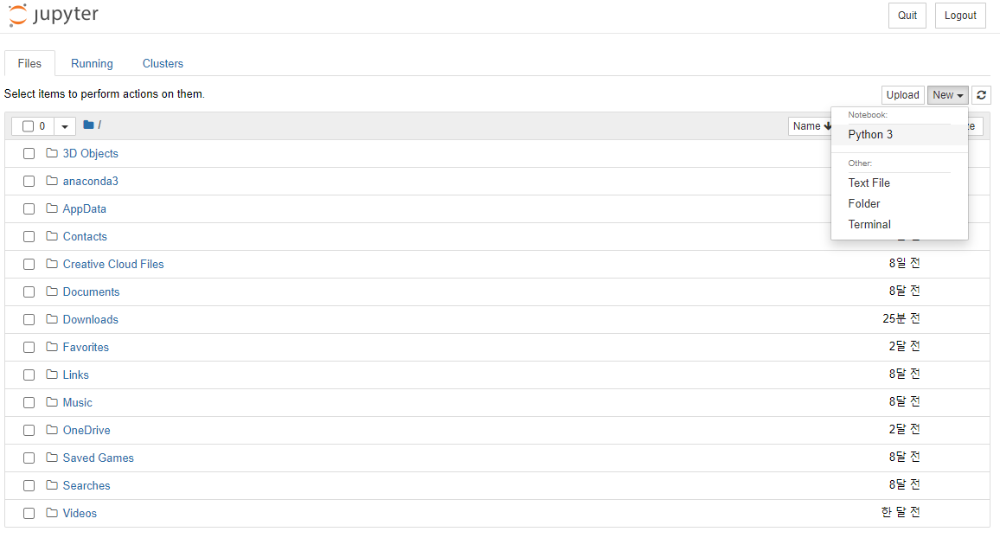 jupyter
Quit
Logout
Files
Running
Clusters
Select items to perform actions on them.
Upload
New
0
/
Name
Notebook:
Python 3
Other:
Text File
Folder
Terminal
3D Objects
anaconda3
AppData
Contacts
Creative Cloud Files 8일 전
Documents 8달 전
Downloads 25분 전
Favorites 2달 전
Links 8달 전
Music 8달 전
OneDrive 2달 전
Saved Games 8달 전
Searches 8달 전
Videos 한 달 전